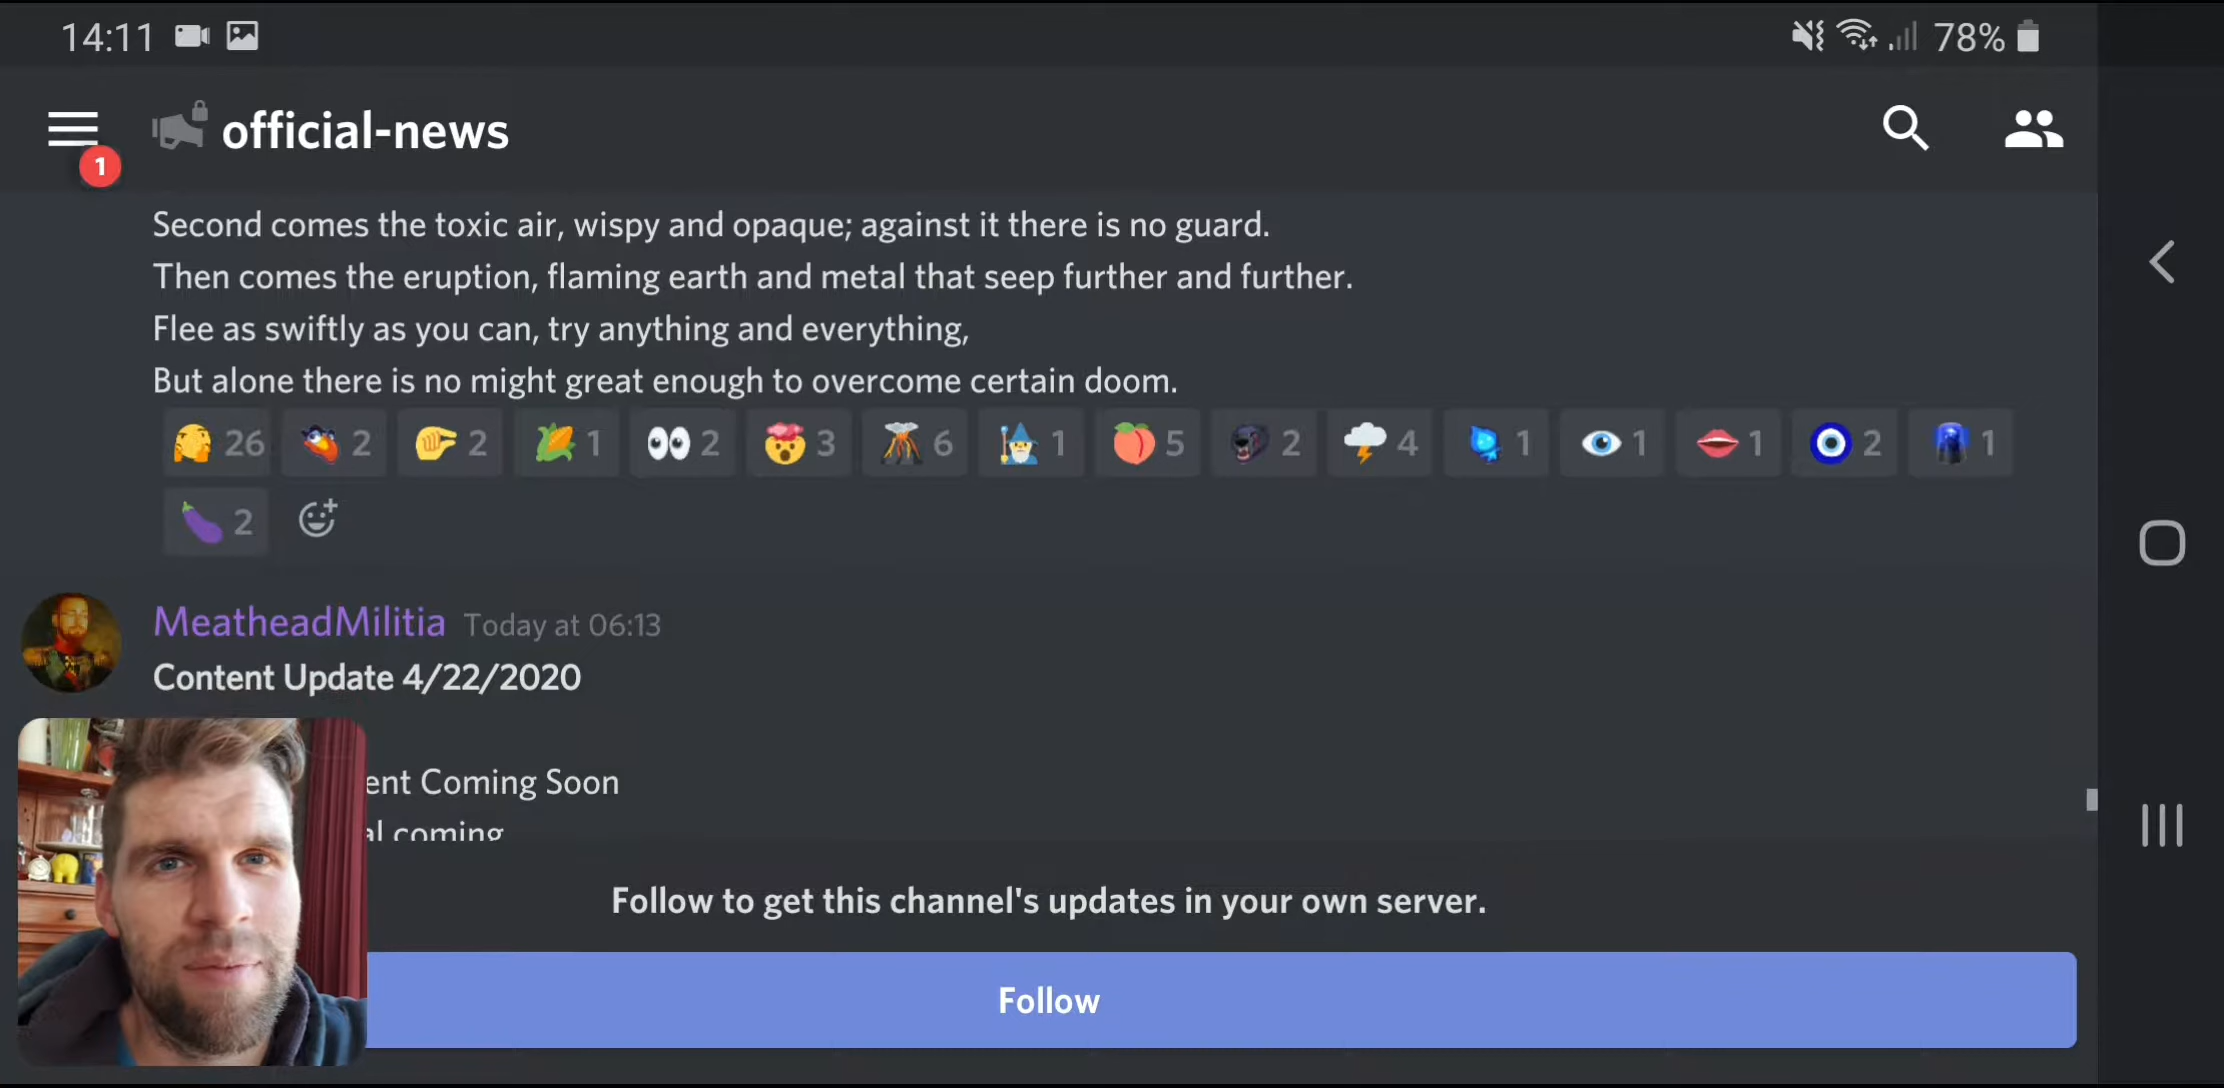 14:11
78%
official-news
1
Second comes the toxic air, wispy and opaque; against it there is no guard.
Then comes the eruption, flaming earth and metal that seep further and further.
Flee as swiftly as you can, try anything and everything,
But alone there is no might great enough to overcome certain doom.
26 2 2 1 2 3 6 1 5 2 4 1 1 1 2 1
2
MeatheadMilitia Today at 06:13
Content Update 4/22/2020
ent Coming Soon
al coming
Follow to get this channel's updates in your own server.
Follow